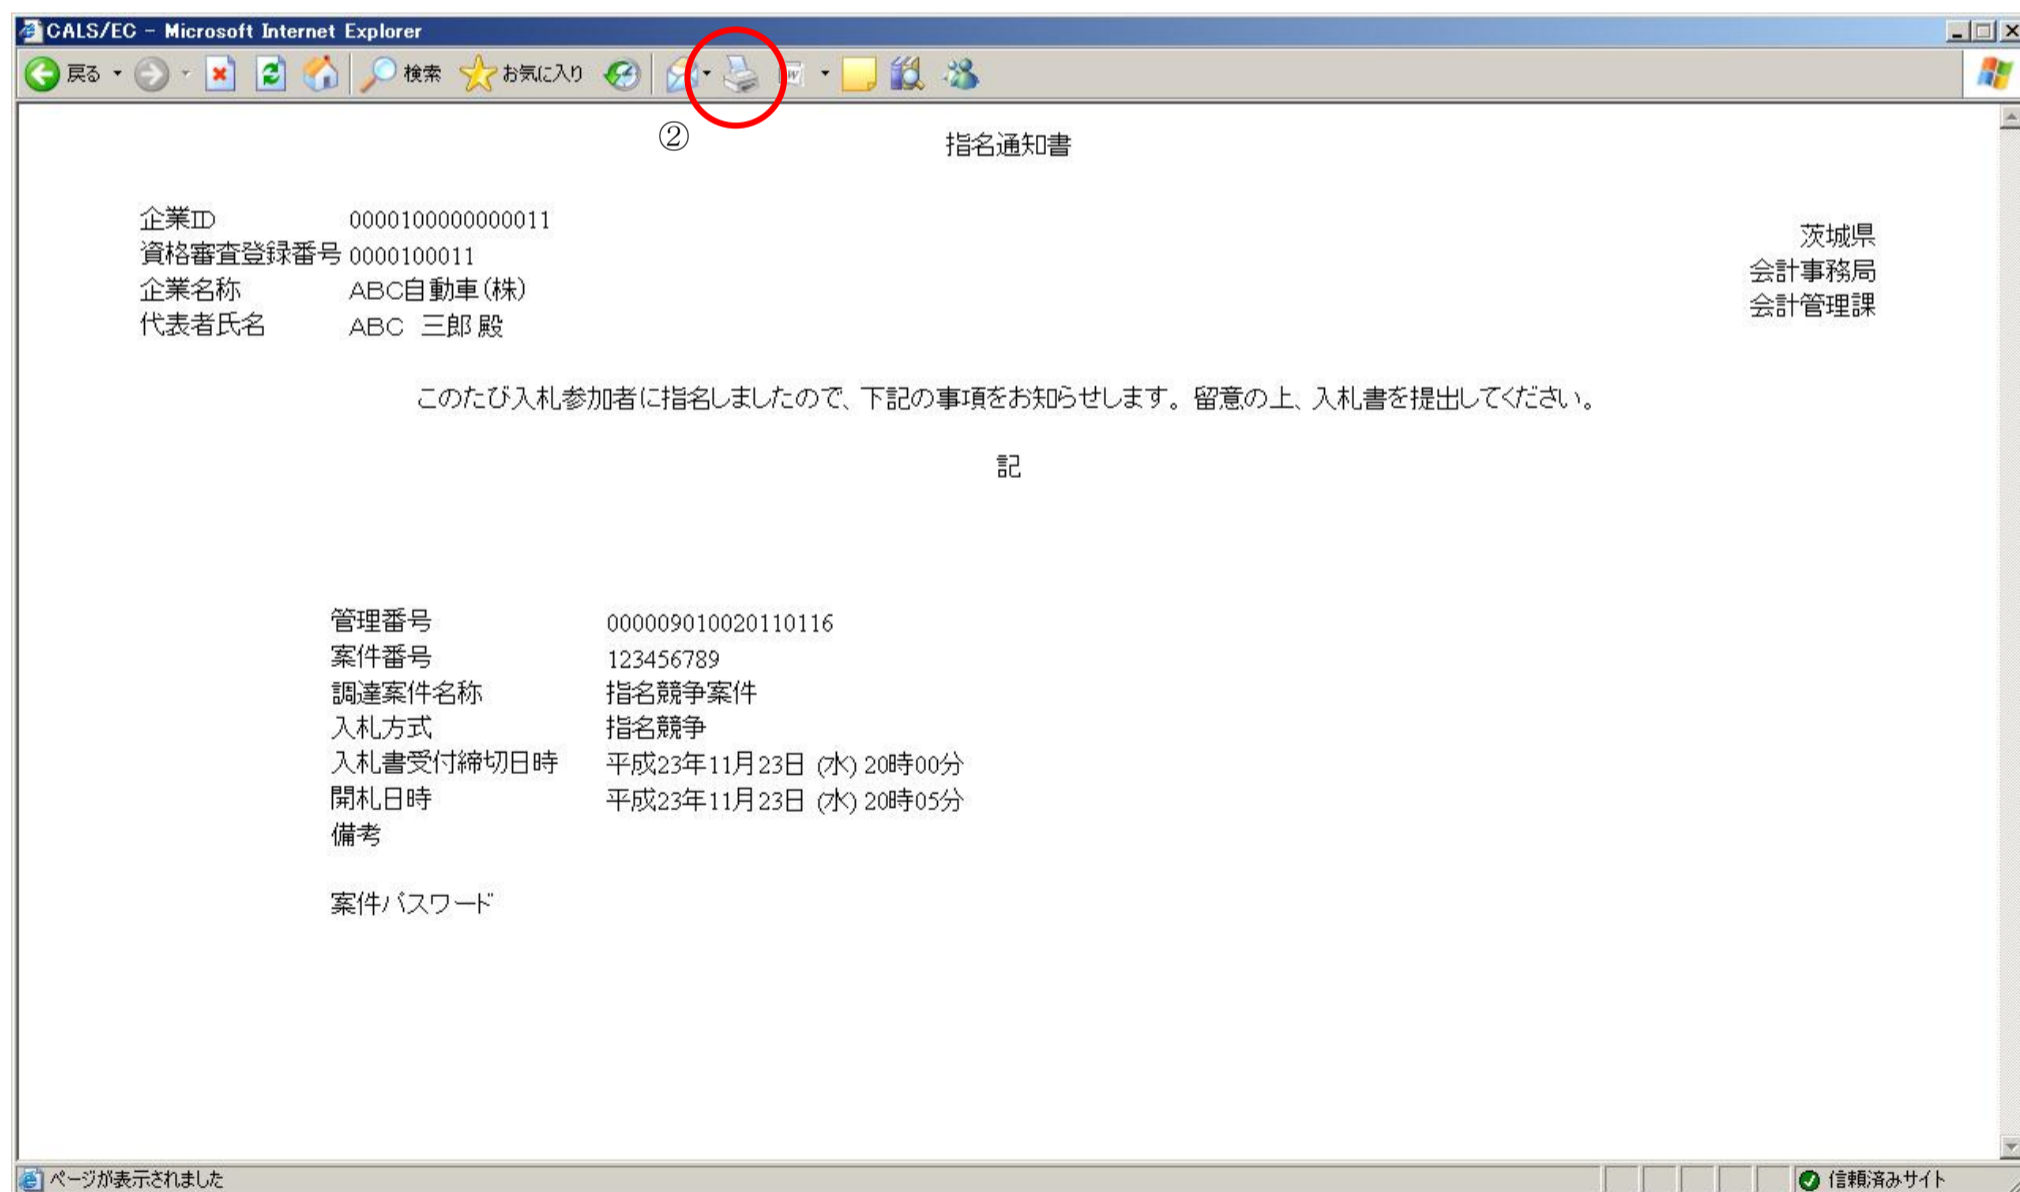 CALS/EC - Microsoft Internet Explorer
戻る 検索 お気に入り
②
指名通知書
企業ID 0000100000000011
資格審査登録番号 0000100011
企業名称 ABC自動車(株)
代表者氏名 ABC 三郎 殿
茨城県
会計事務局
会計管理課
このたび入札参加者に指名しましたので、下記の事項をお知らせします。留意の上、入札書を提出してください。
記
管理番号 000009010020110116
案件番号 123456789
調達案件名称 指名競争案件
入札方式 指名競争
入札書受付締切日時 平成23年11月23日 (水) 20時00分
開札日時 平成23年11月23日 (水) 20時05分
備考
案件パスワード
ページが表示されました 信頼済みサイト